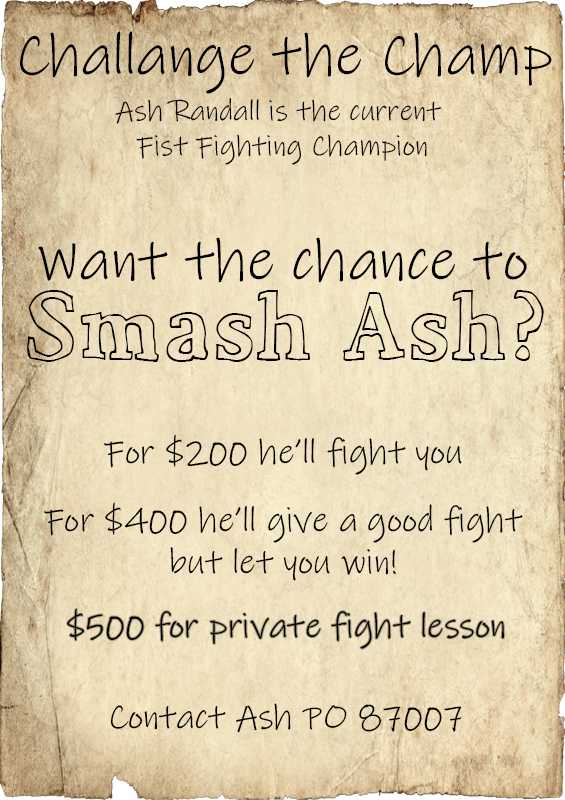 Challange the Champ
Ash Randall is the current
Fist Fighting Champion
Want the chance to
Smash Ash?
For $200 he'll fight you
For $400 he'll give a good fight
but let you win!
$500 for private fight lesson
Contact Ash PO 87007